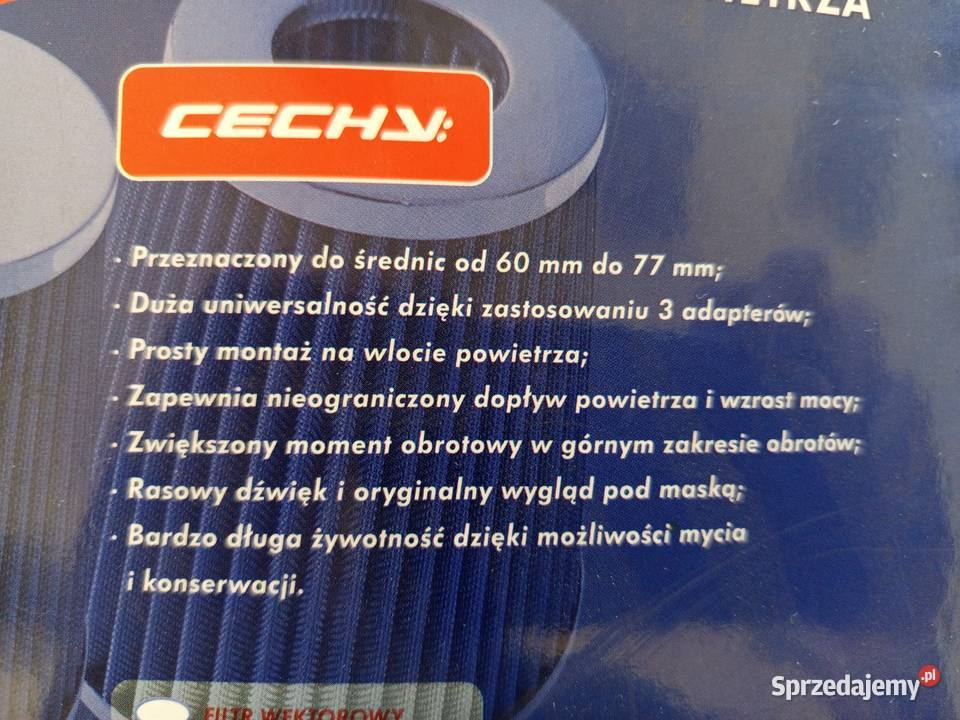 CECHY:
· Przeznaczony do średnic od 60 mm do 77 mm;
· Duża uniwersalność dzięki zastosowaniu 3 adapterów;
· Prosty montaż na wlocie powietrza;
· Zapewnia nieograniczony dopływ powietrza i wzrost mocy;
· Zwiększony moment obrotowy w górnym zakresie obrotów;
· Rasowy dźwięk i oryginalny wygląd pod maską;
· Bardzo długa żywotność dzięki możliwości mycia
i konserwacji.
FILTR WEKTOROWY
Sprzedajemy.pl